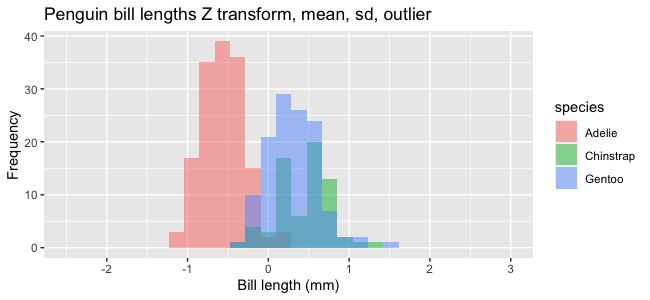 Penguin bill lengths Z transform, mean, sd, outlier
40
30
20
10
0
Frequency
-2 -1 0 1 2 3
Bill length (mm)
species
Adelie
Chinstrap
Gentoo